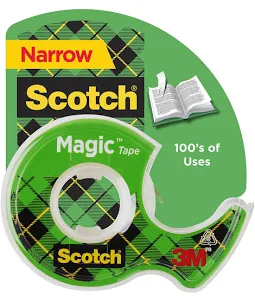 Narrow
Scotch®
Magic™ Tape
100's of
Uses
Scotch
3M